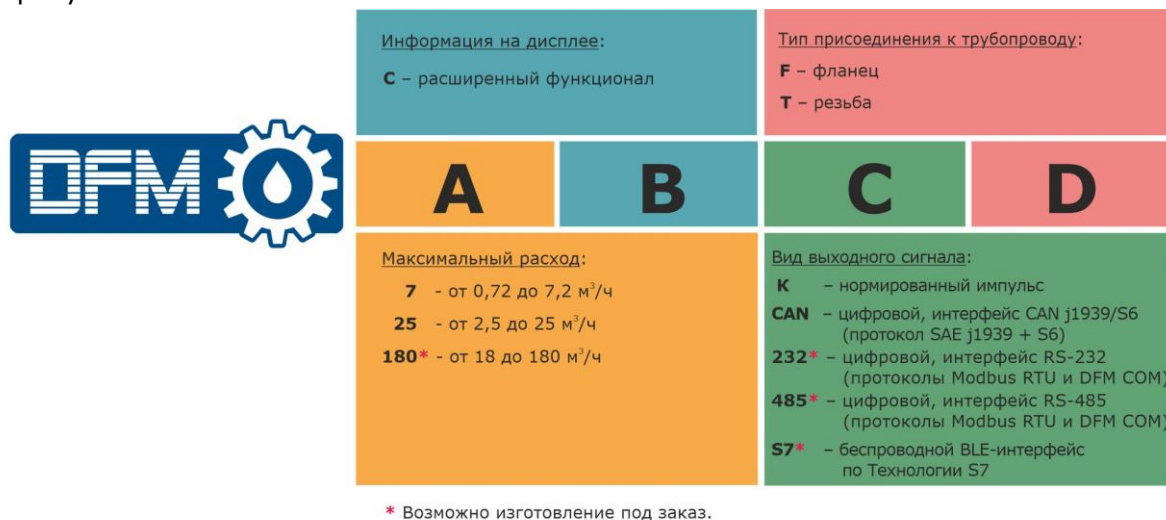 Информация на дисплее:
C – расширенный функционал
Тип присоединения к трубопроводу:
F – фланец
T – резьба
DFM
A B C D
Максимальный расход:
7 - от 0,72 до 7,2 м³/ч
25 - от 2,5 до 25 м³/ч
180* - от 18 до 180 м³/ч
Вид выходного сигнала:
К – нормированный импульс
CAN – цифровой, интерфейс CAN j1939/S6
(протокол SAE j1939 + S6)
232* – цифровой, интерфейс RS-232
(протоколы Modbus RTU и DFM COM)
485* – цифровой, интерфейс RS-485
(протоколы Modbus RTU и DFM COM)
S7* – беспроводной BLE-интерфейс
по Технологии S7
* Возможно изготовление под заказ.